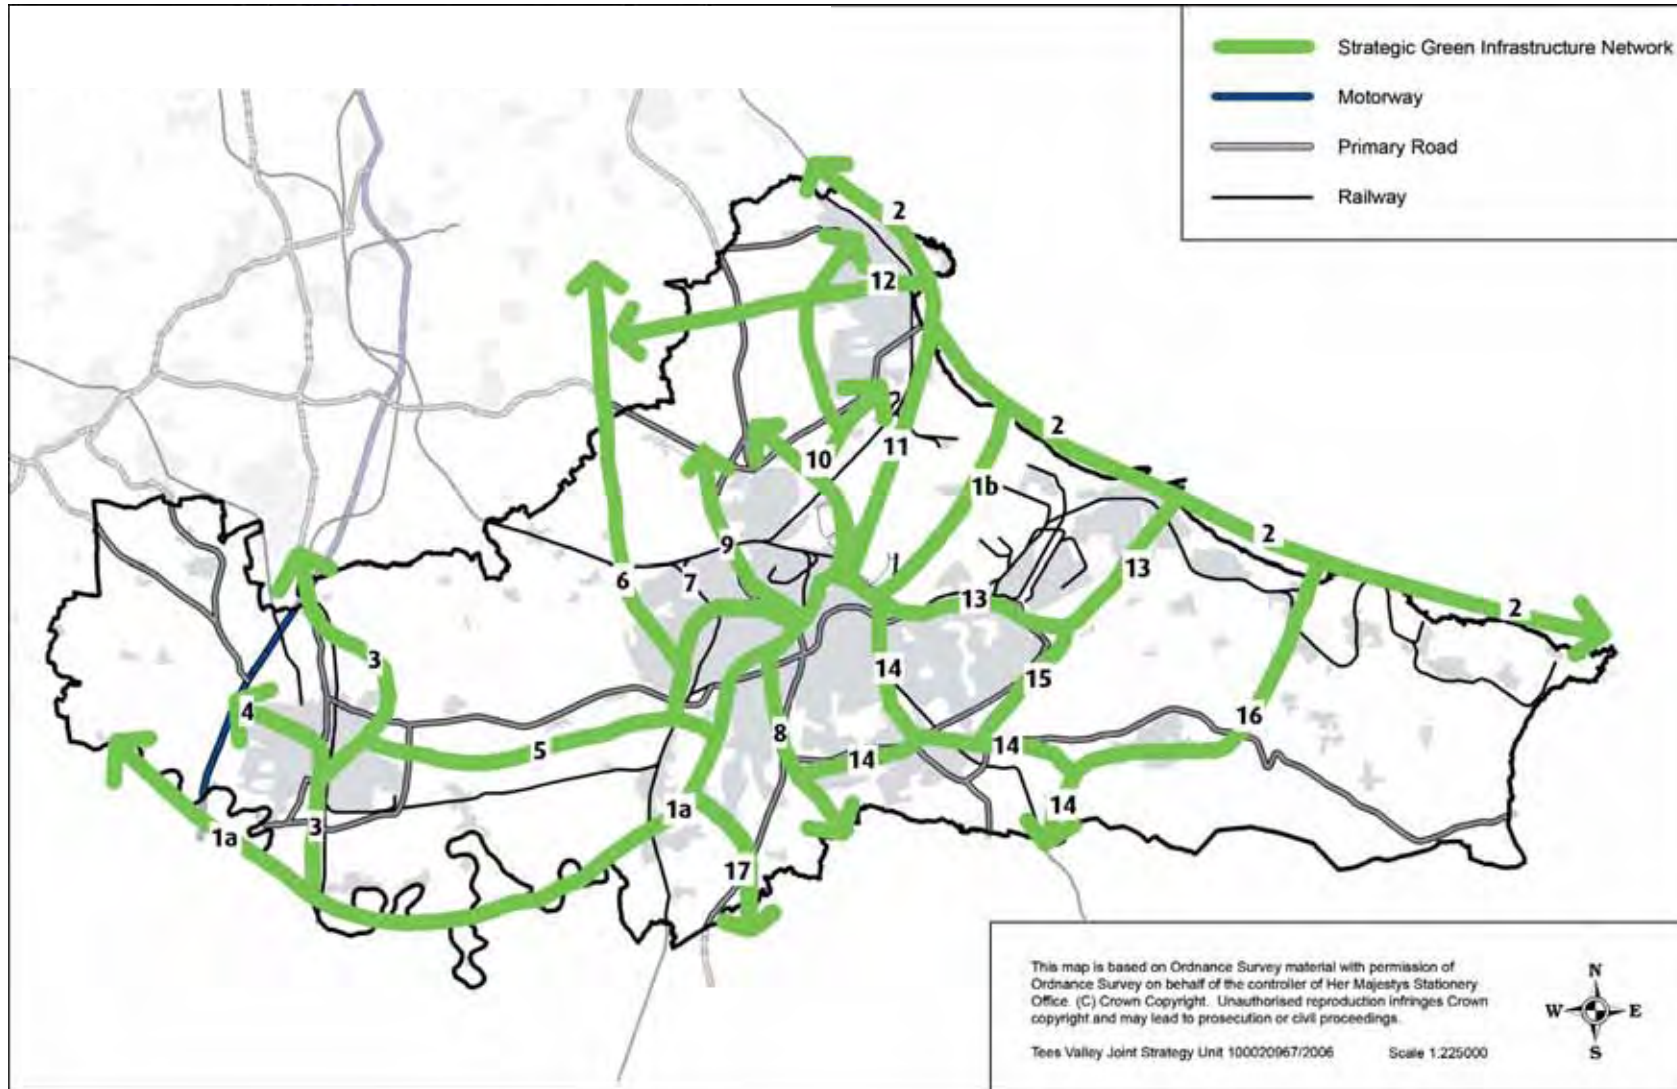 Strategic Green Infrastructure Network
Motorway
Primary Road
Railway
2
12
2
10
11
1b
2
2
9
6
7
13
13
2
3
14
15
4
16
5
8
14
14
1a
14
1a
3
17
This map is based on Ordnance Survey material with permission of
Ordnance Survey on behalf of the controller of Her Majestys Stationery
Office. (C) Crown Copyright. Unauthorised reproduction infringes Crown
copyright and may lead to prosecution or civil proceedings.
Tees Valley Joint Strategy Unit 100020967/2006 Scale 1:225000
N
W E
S